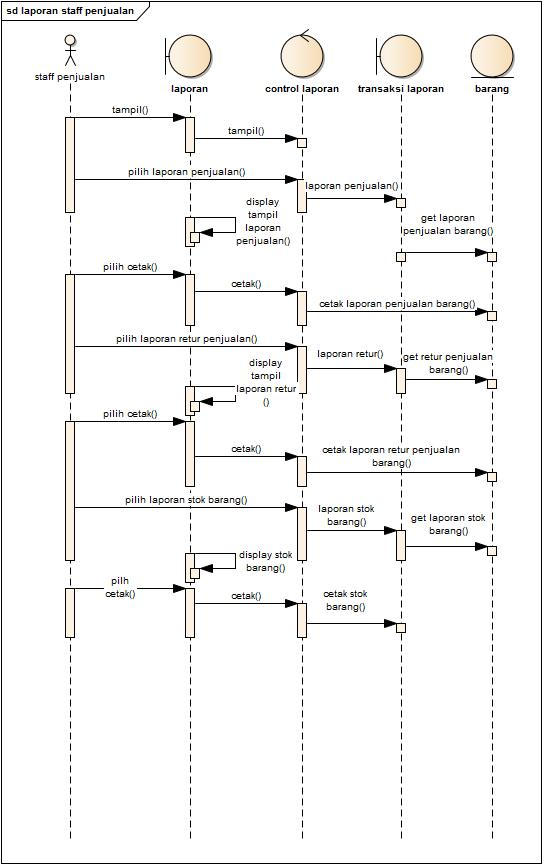 sd laporan staff penjualan
staff penjualan
laporan
control laporan
transaksi laporan
barang
tampil()
tampil()
pilih laporan penjualan()
laporan penjualan()
display
tampil
laporan
penjualan()
get laporan
penjualan barang()
pilih cetak()
cetak()
cetak laporan penjualan barang()
pilih laporan retur penjualan()
laporan retur()
get retur penjualan
barang()
display
tampil
laporan retur
()
pilih cetak()
cetak()
cetak laporan retur penjualan
barang()
pilih laporan stok barang()
laporan stok
barang()
get laporan stok
barang()
display stok
barang()
pilh
cetak()
cetak()
cetak stok
barang()